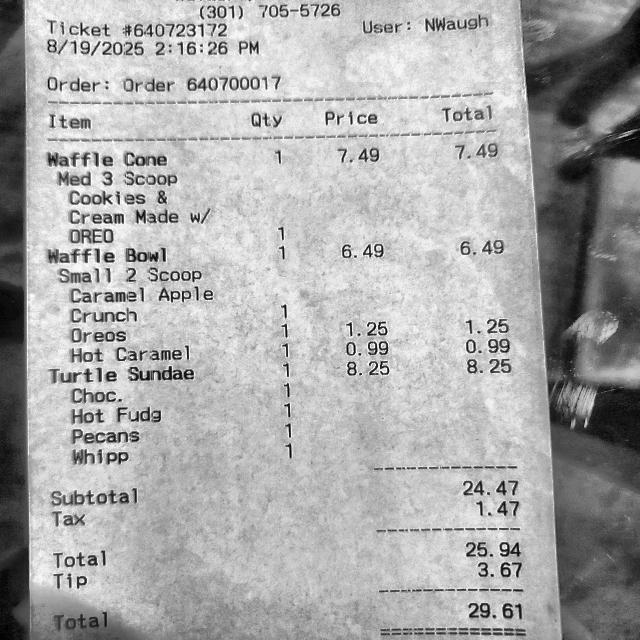 (301) 705-5726
Ticket #640723172 User: NWaugh
8/19/2025 2:16:26 PM
Order: Order 640700017
Item Qty Price Total
Waffle Cone 1 7.49 7.49
Med 3 Scoop
Cookies &
Cream Made w/
OREO 1
Waffle Bowl 1 6.49 6.49
Small 2 Scoop
Caramel Apple
Crunch 1
Oreos 1 1.25 1.25
Hot Caramel 1 0.99 0.99
Turtle Sundae 1 8.25 8.25
Choc. 1
Hot Fudg 1
Pecans 1
Whipp 1
Subtotal 24.47
Tax 1.47
Total 25.94
Tip 3.67
Total 29.61